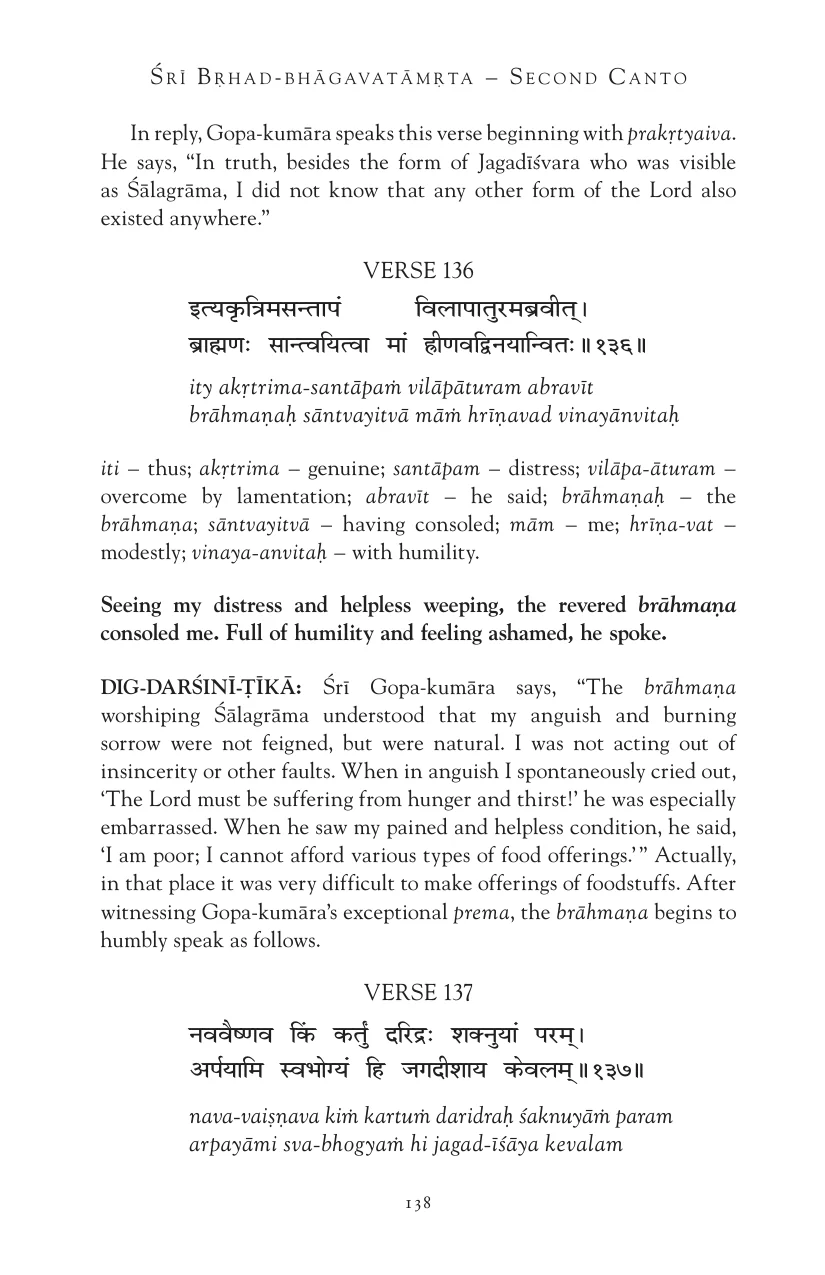 ŚRĪ BṚHAD-BHĀGAVATĀMṚTA – SECOND CANTO
In reply, Gopa-kumāra speaks this verse beginning with prakṛtyaiva.
He says, “In truth, besides the form of Jagadīśvara who was visible
as Śālagrāma, I did not know that any other form of the Lord also
existed anywhere.”
VERSE 136
इत्यकृत्रिमसन्तापं विलापातुरमब्रवीत्।
ब्राह्मणः सान्त्वयित्वा मां ह्रीणवद्विनयान्वितः॥१३६॥
ity akṛtrima-santāpaṁ vilāpāturam abravīt
brāhmaṇaḥ sāntvayitvā māṁ hrīṇavad vinayānvitaḥ
iti – thus; akṛtrima – genuine; santāpam – distress; vilāpa-āturam –
overcome by lamentation; abravīt – he said; brāhmaṇaḥ – the
brāhmaṇa; sāntvayitvā – having consoled; mām – me; hrīṇa-vat –
modestly; vinaya-anvitaḥ – with humility.
Seeing my distress and helpless weeping, the revered brāhmaṇa
consoled me. Full of humility and feeling ashamed, he spoke.
DIG-DARŚINĪ-ṬĪKĀ: Śrī Gopa-kumāra says, “The brāhmaṇa
worshiping Śālagrāma understood that my anguish and burning
sorrow were not feigned, but were natural. I was not acting out of
insincerity or other faults. When in anguish I spontaneously cried out,
‘The Lord must be suffering from hunger and thirst!’ he was especially
embarrassed. When he saw my pained and helpless condition, he said,
‘I am poor; I cannot afford various types of food offerings.’” Actually,
in that place it was very difficult to make offerings of foodstuffs. After
witnessing Gopa-kumāra’s exceptional prema, the brāhmaṇa begins to
humbly speak as follows.
VERSE 137
नववैष्णव किं कर्तुं दरिद्रः शक्नुयां परम्।
अर्पयामि स्वभोग्यं हि जगदीशाय केवलम्॥१३७॥
nava-vaiṣṇava kiṁ kartuṁ daridraḥ śaknuyāṁ param
arpayāmi sva-bhogyaṁ hi jagad-īśāya kevalam
138